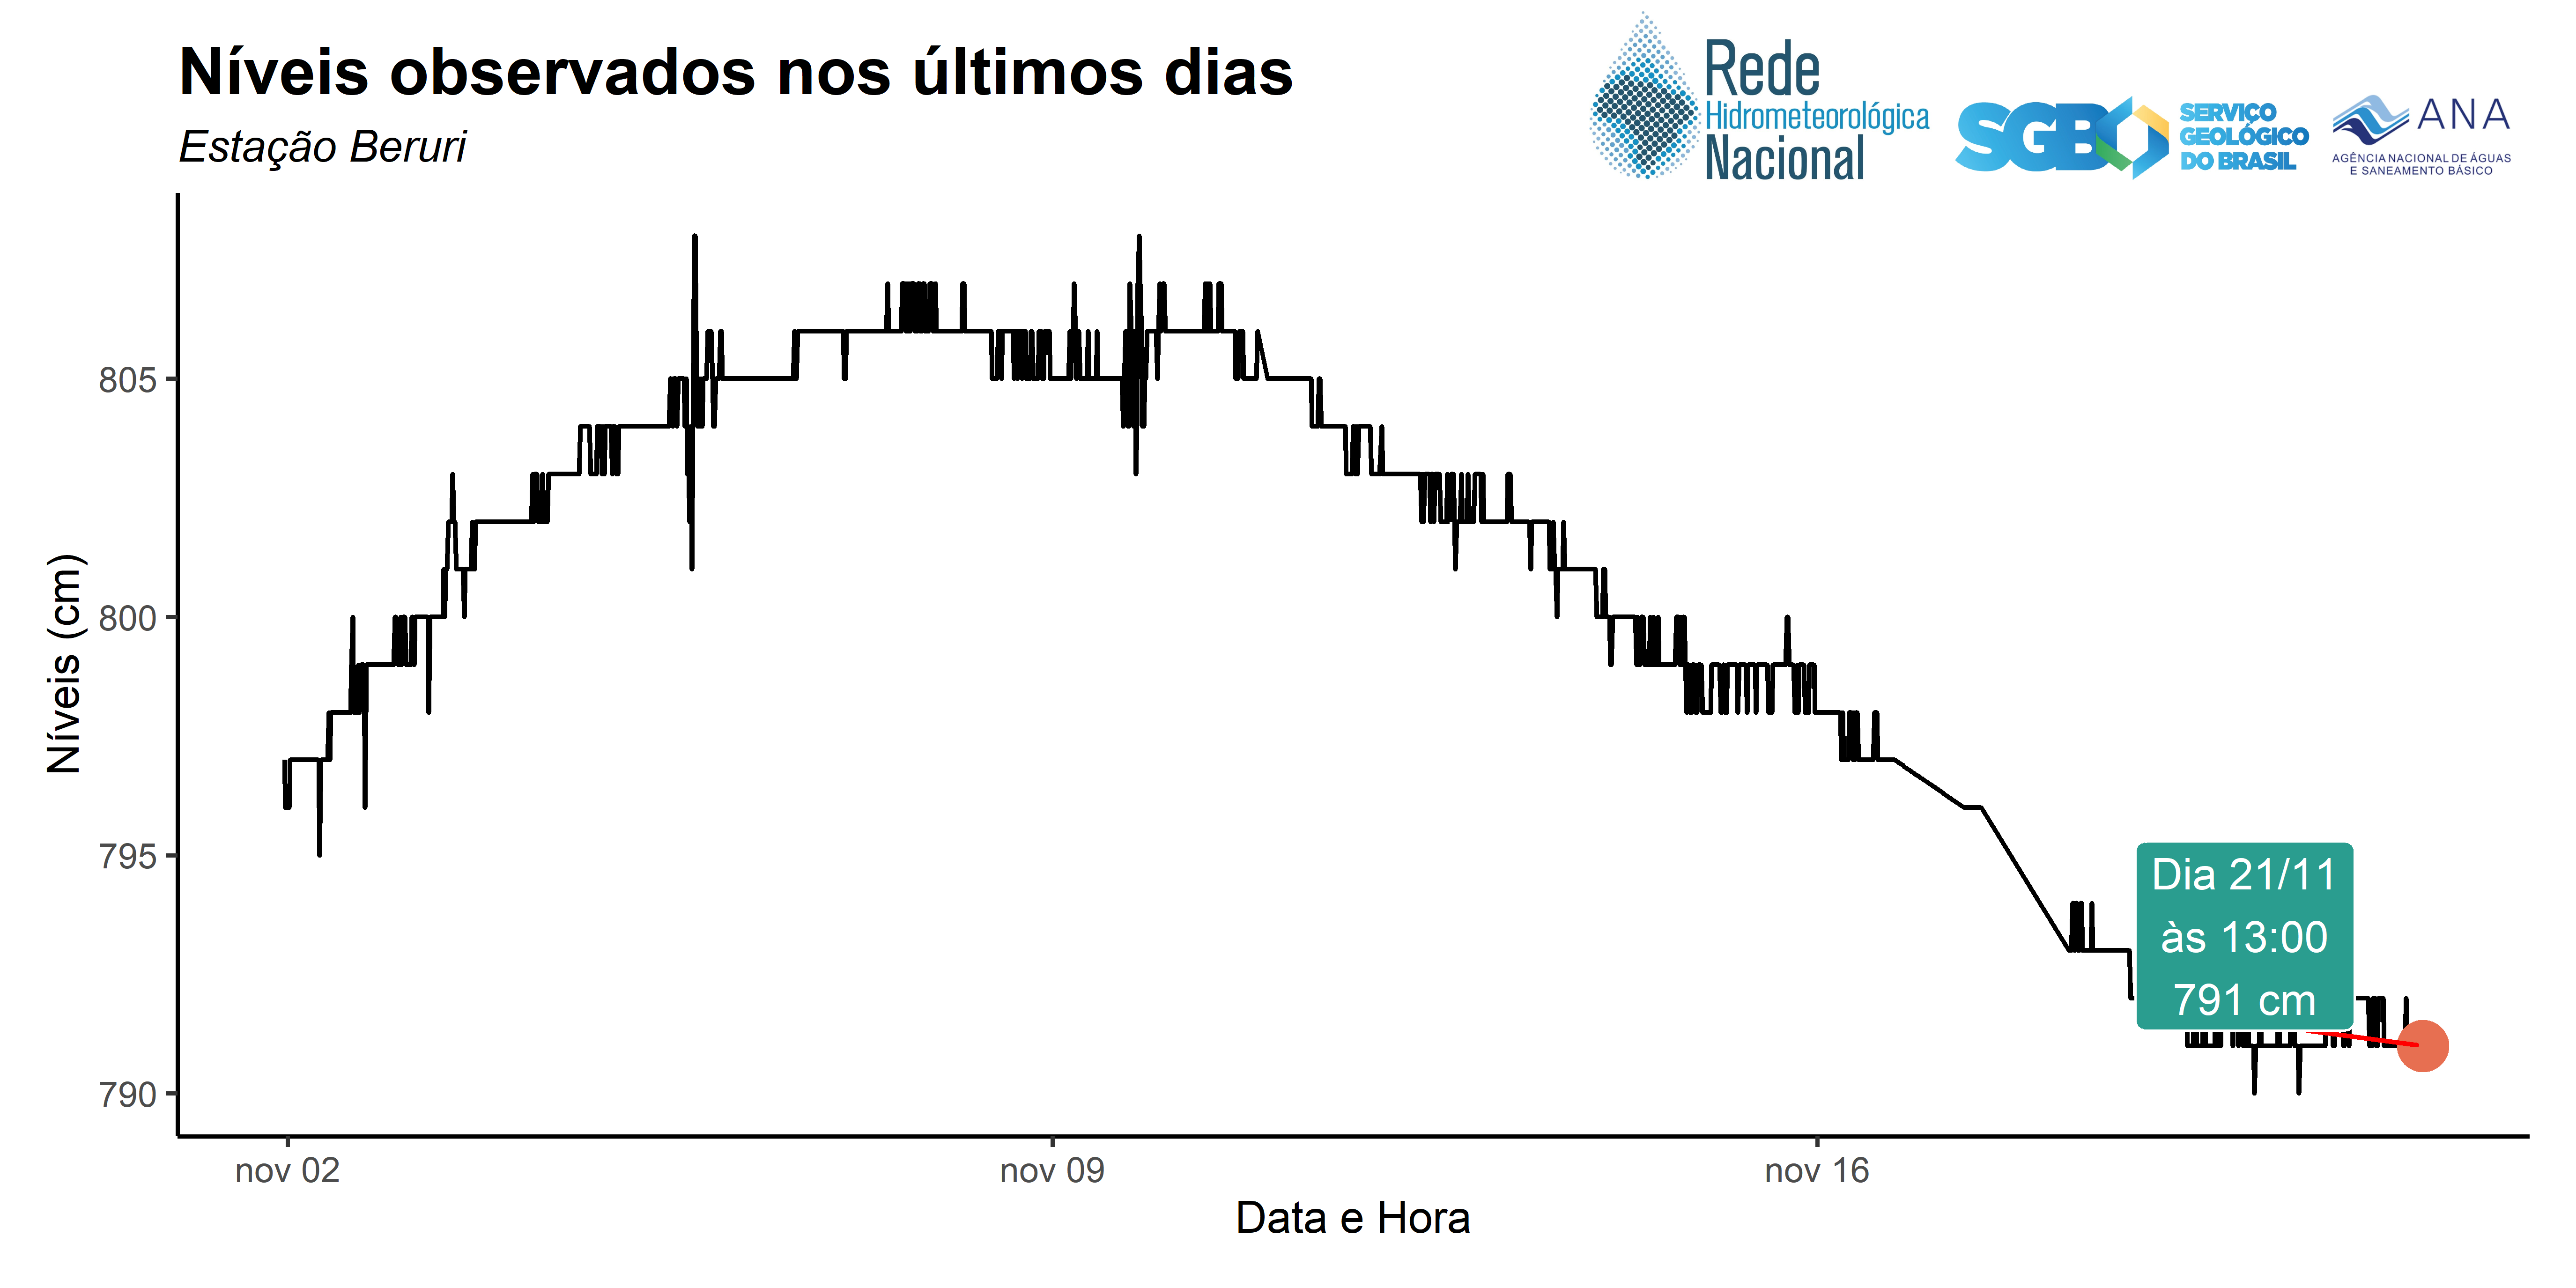 Níveis observados nos últimos dias
Estação Beruri
Rede
Hidrometeorológica
Nacional
SGB
SERVIÇO
GEOLÓGICO
DO BRASIL
ANA
AGÊNCIA NACIONAL DE ÁGUAS
E SANEAMENTO BÁSICO
Níveis (cm)
805
800
795
790
Dia 21/11
às 13:00
791 cm
nov 02
nov 09
nov 16
Data e Hora